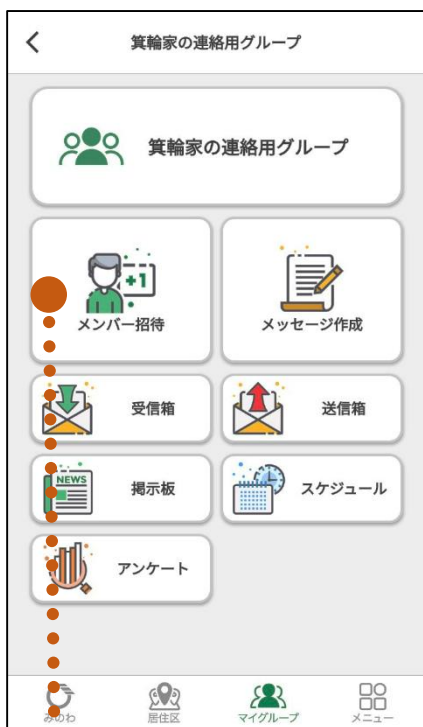 箕輪家の連絡用グループ
箕輪家の連絡用グループ
+1
メンバー招待
メッセージ作成
受信箱
送信箱
NEWS
掲示板
スケジュール
アンケート
みのわ
居住区
マイグループ
メニュー